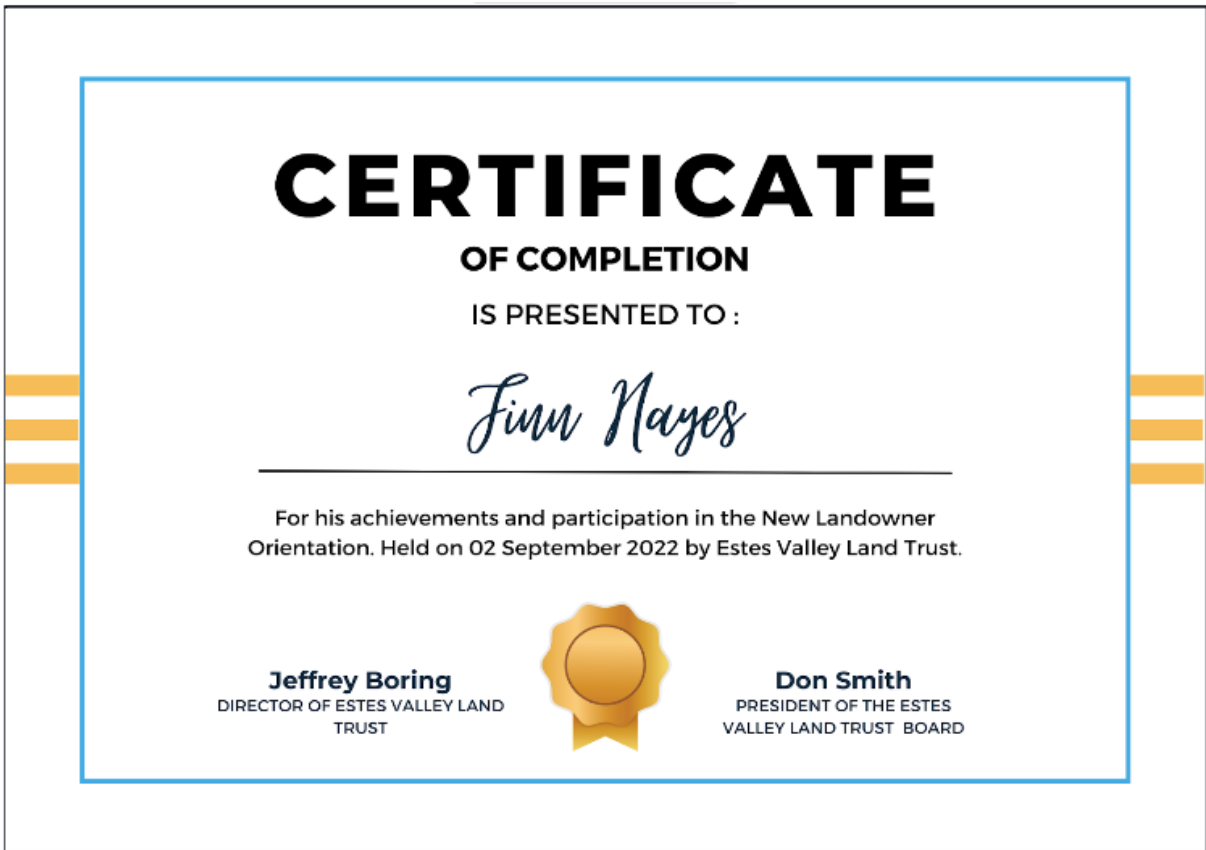 CERTIFICATE
OF COMPLETION
IS PRESENTED TO :
Finn Hayes
For his achievements and participation in the New Landowner
Orientation. Held on 02 September 2022 by Estes Valley Land Trust.
Jeffrey Boring
DIRECTOR OF ESTES VALLEY LAND
TRUST
Don Smith
PRESIDENT OF THE ESTES
VALLEY LAND TRUST BOARD